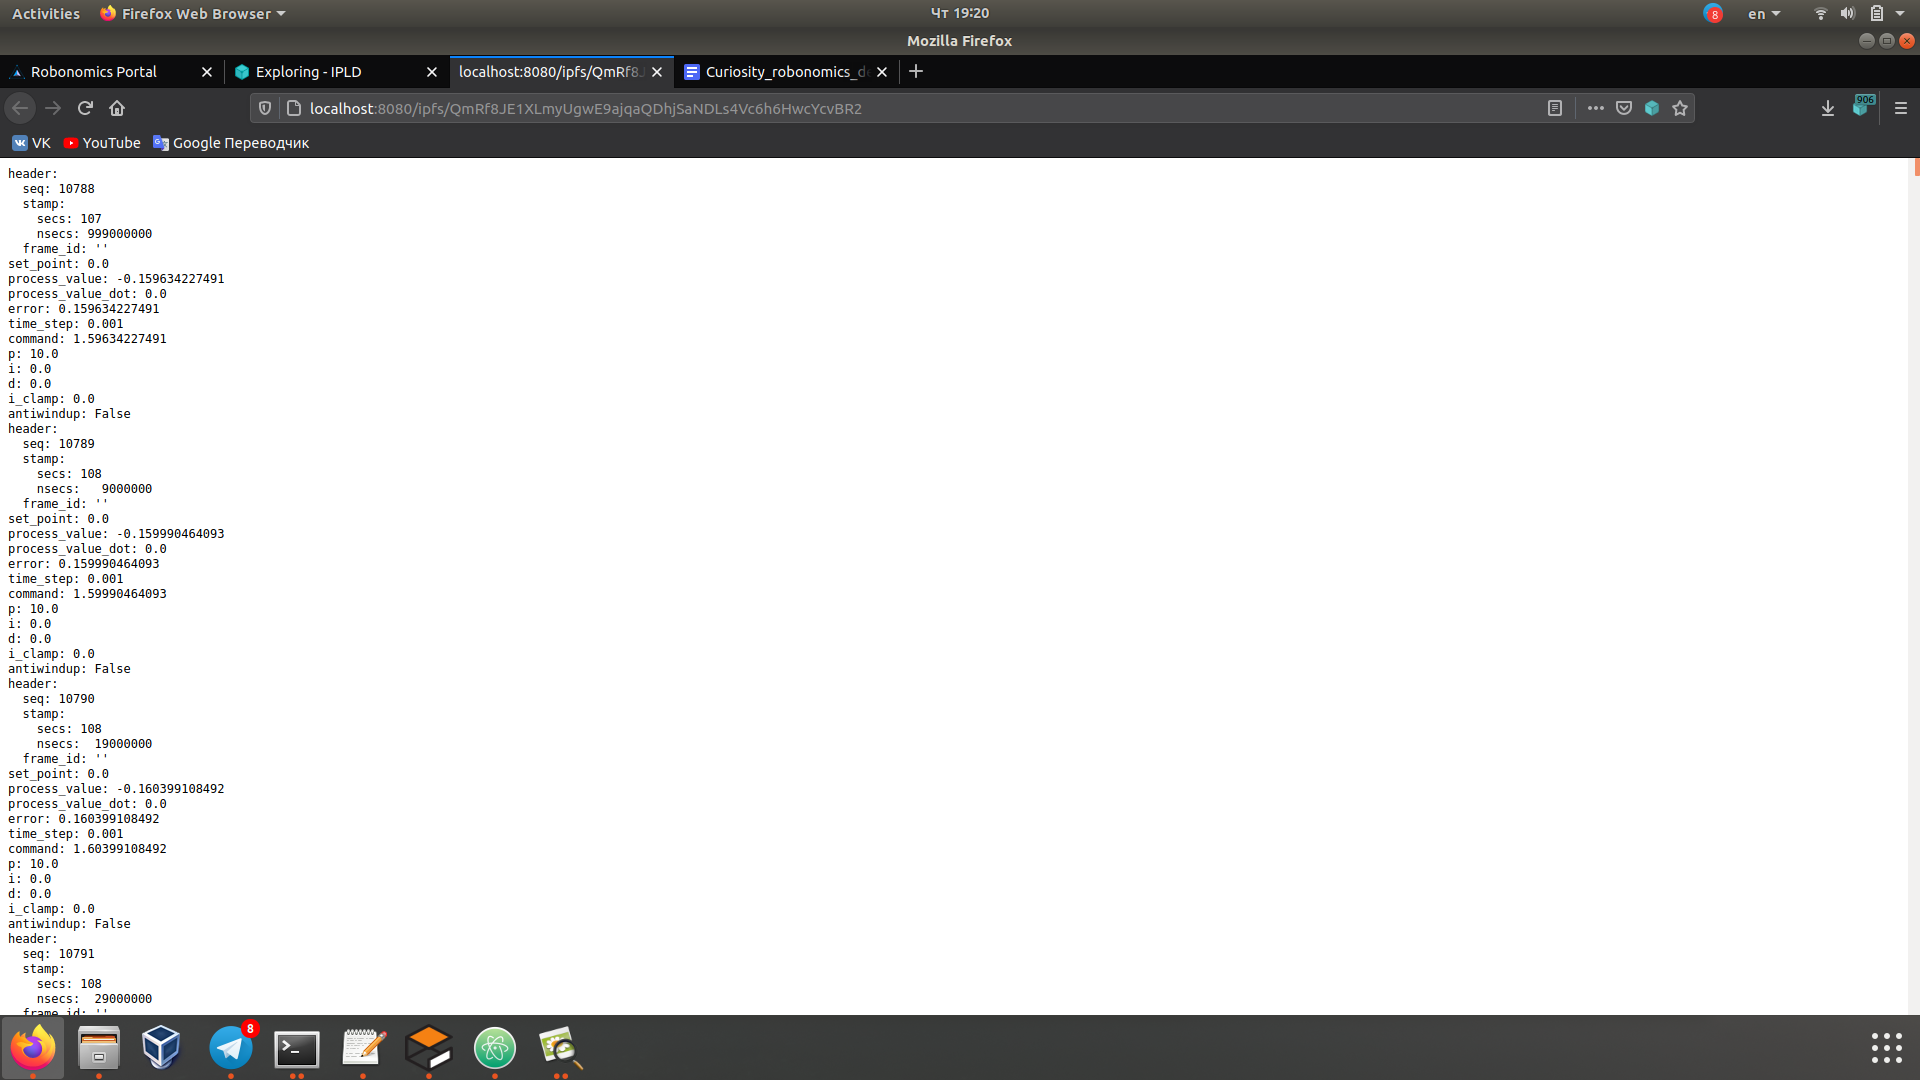 Activities
Firefox Web Browser
Чт 19:20
8
en
Mozilla Firefox
Robonomics Portal
Exploring - IPLD
localhost:8080/ipfs/QmRf8J
Curiosity_robonomics_de
localhost:8080/ipfs/QmRf8JE1XLmyUgwE9ajqaQDhjSaNDLs4Vc6h6HwcYcvBR2
906
VK
YouTube
Google Переводчик
header:
  seq: 10788
  stamp:
    secs: 107
    nsecs: 999000000
  frame_id: ''
set_point: 0.0
process_value: -0.159634227491
process_value_dot: 0.0
error: 0.159634227491
time_step: 0.001
command: 1.59634227491
p: 10.0
i: 0.0
d: 0.0
i_clamp: 0.0
antiwindup: False
header:
  seq: 10789
  stamp:
    secs: 108
    nsecs:   9000000
  frame_id: ''
set_point: 0.0
process_value: -0.159990464093
process_value_dot: 0.0
error: 0.159990464093
time_step: 0.001
command: 1.59990464093
p: 10.0
i: 0.0
d: 0.0
i_clamp: 0.0
antiwindup: False
header:
  seq: 10790
  stamp:
    secs: 108
    nsecs:  19000000
  frame_id: ''
set_point: 0.0
process_value: -0.160399108492
process_value_dot: 0.0
error: 0.160399108492
time_step: 0.001
command: 1.60399108492
p: 10.0
i: 0.0
d: 0.0
i_clamp: 0.0
antiwindup: False
header:
  seq: 10791
  stamp:
    secs: 108
    nsecs:  29000000
  frame_id: ''
8